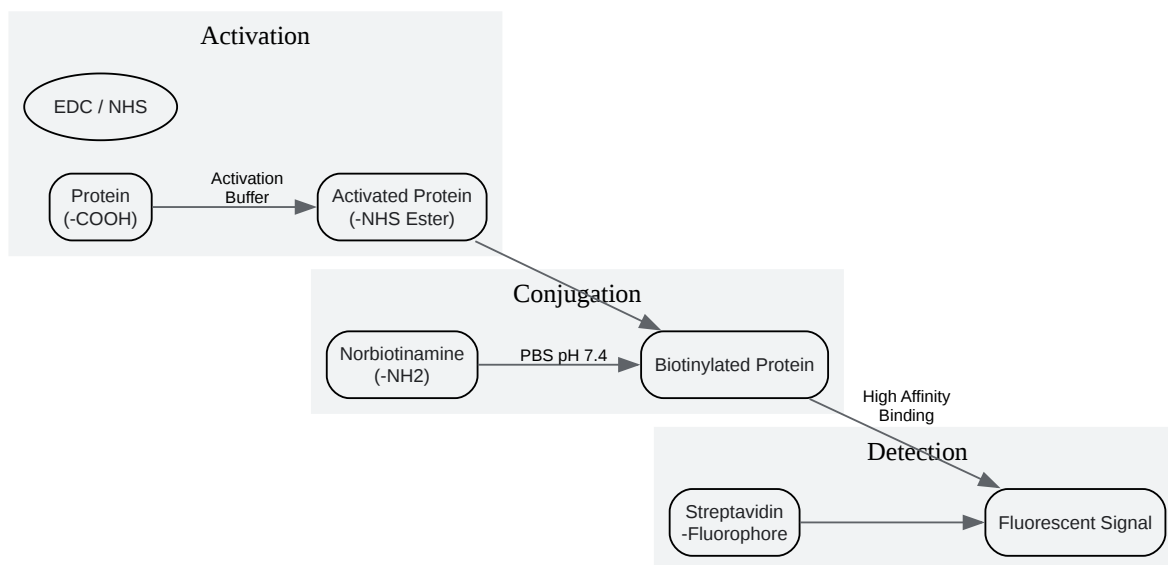 Activation
EDC / NHS
Protein
(-COOH)
Activation
Buffer
Activated Protein
(-NHS Ester)
Conjugation
Norbiotinamine
(-NH2)
PBS pH 7.4
Biotinylated Protein
High Affinity
Binding
Detection
Streptavidin
-Fluorophore
Fluorescent Signal